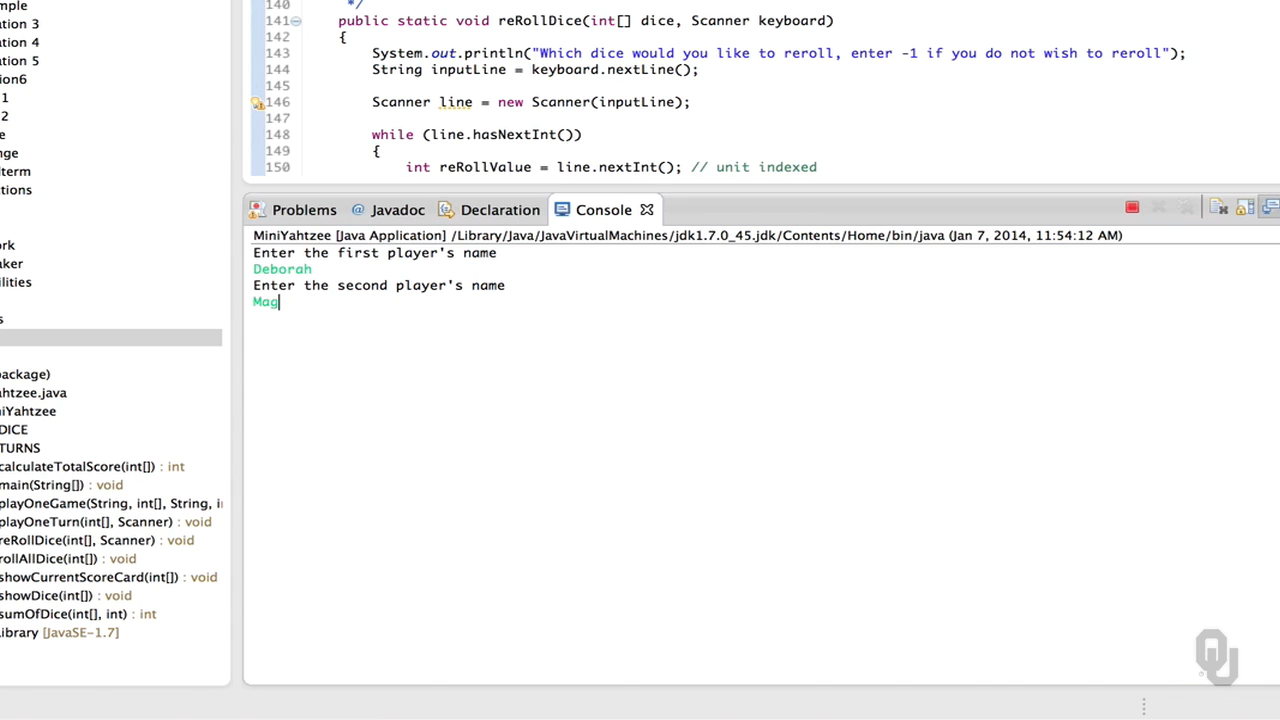 mple
ation 3
ation 4
ation 5
ion6
1
2
e
nge
dterm
ctions
ork
aker
ilities
s
package)
ahtzee.java
niYahtzee
DICE
TURNS
calculateTotalScore(int[]) : int
main(String[]) : void
playOneGame(String, int[], String, i
playOneTurn(int[], Scanner) : void
reRollDice(int[], Scanner) : void
rollAllDice(int[]) : void
showCurrentScoreCard(int[]) : void
showDice(int[]) : void
sumOfDice(int[], int) : int
ibrary [JavaSE-1.7]
140 */
141 public static void reRollDice(int[] dice, Scanner keyboard)
142 {
143 System.out.println("Which dice would you like to reroll, enter -1 if you do not wish to reroll");
144 String inputLine = keyboard.nextLine();
145
146 Scanner line = new Scanner(inputLine);
147
148 while (line.hasNextInt())
149 {
150 int reRollValue = line.nextInt(); // unit indexed
Problems @ Javadoc Declaration Console
MiniYahtzee [Java Application] /Library/Java/JavaVirtualMachines/jdk1.7.0_45.jdk/Contents/Home/bin/java (Jan 7, 2014, 11:54:12 AM)
Enter the first player's name
Deborah
Enter the second player's name
Mag
OU